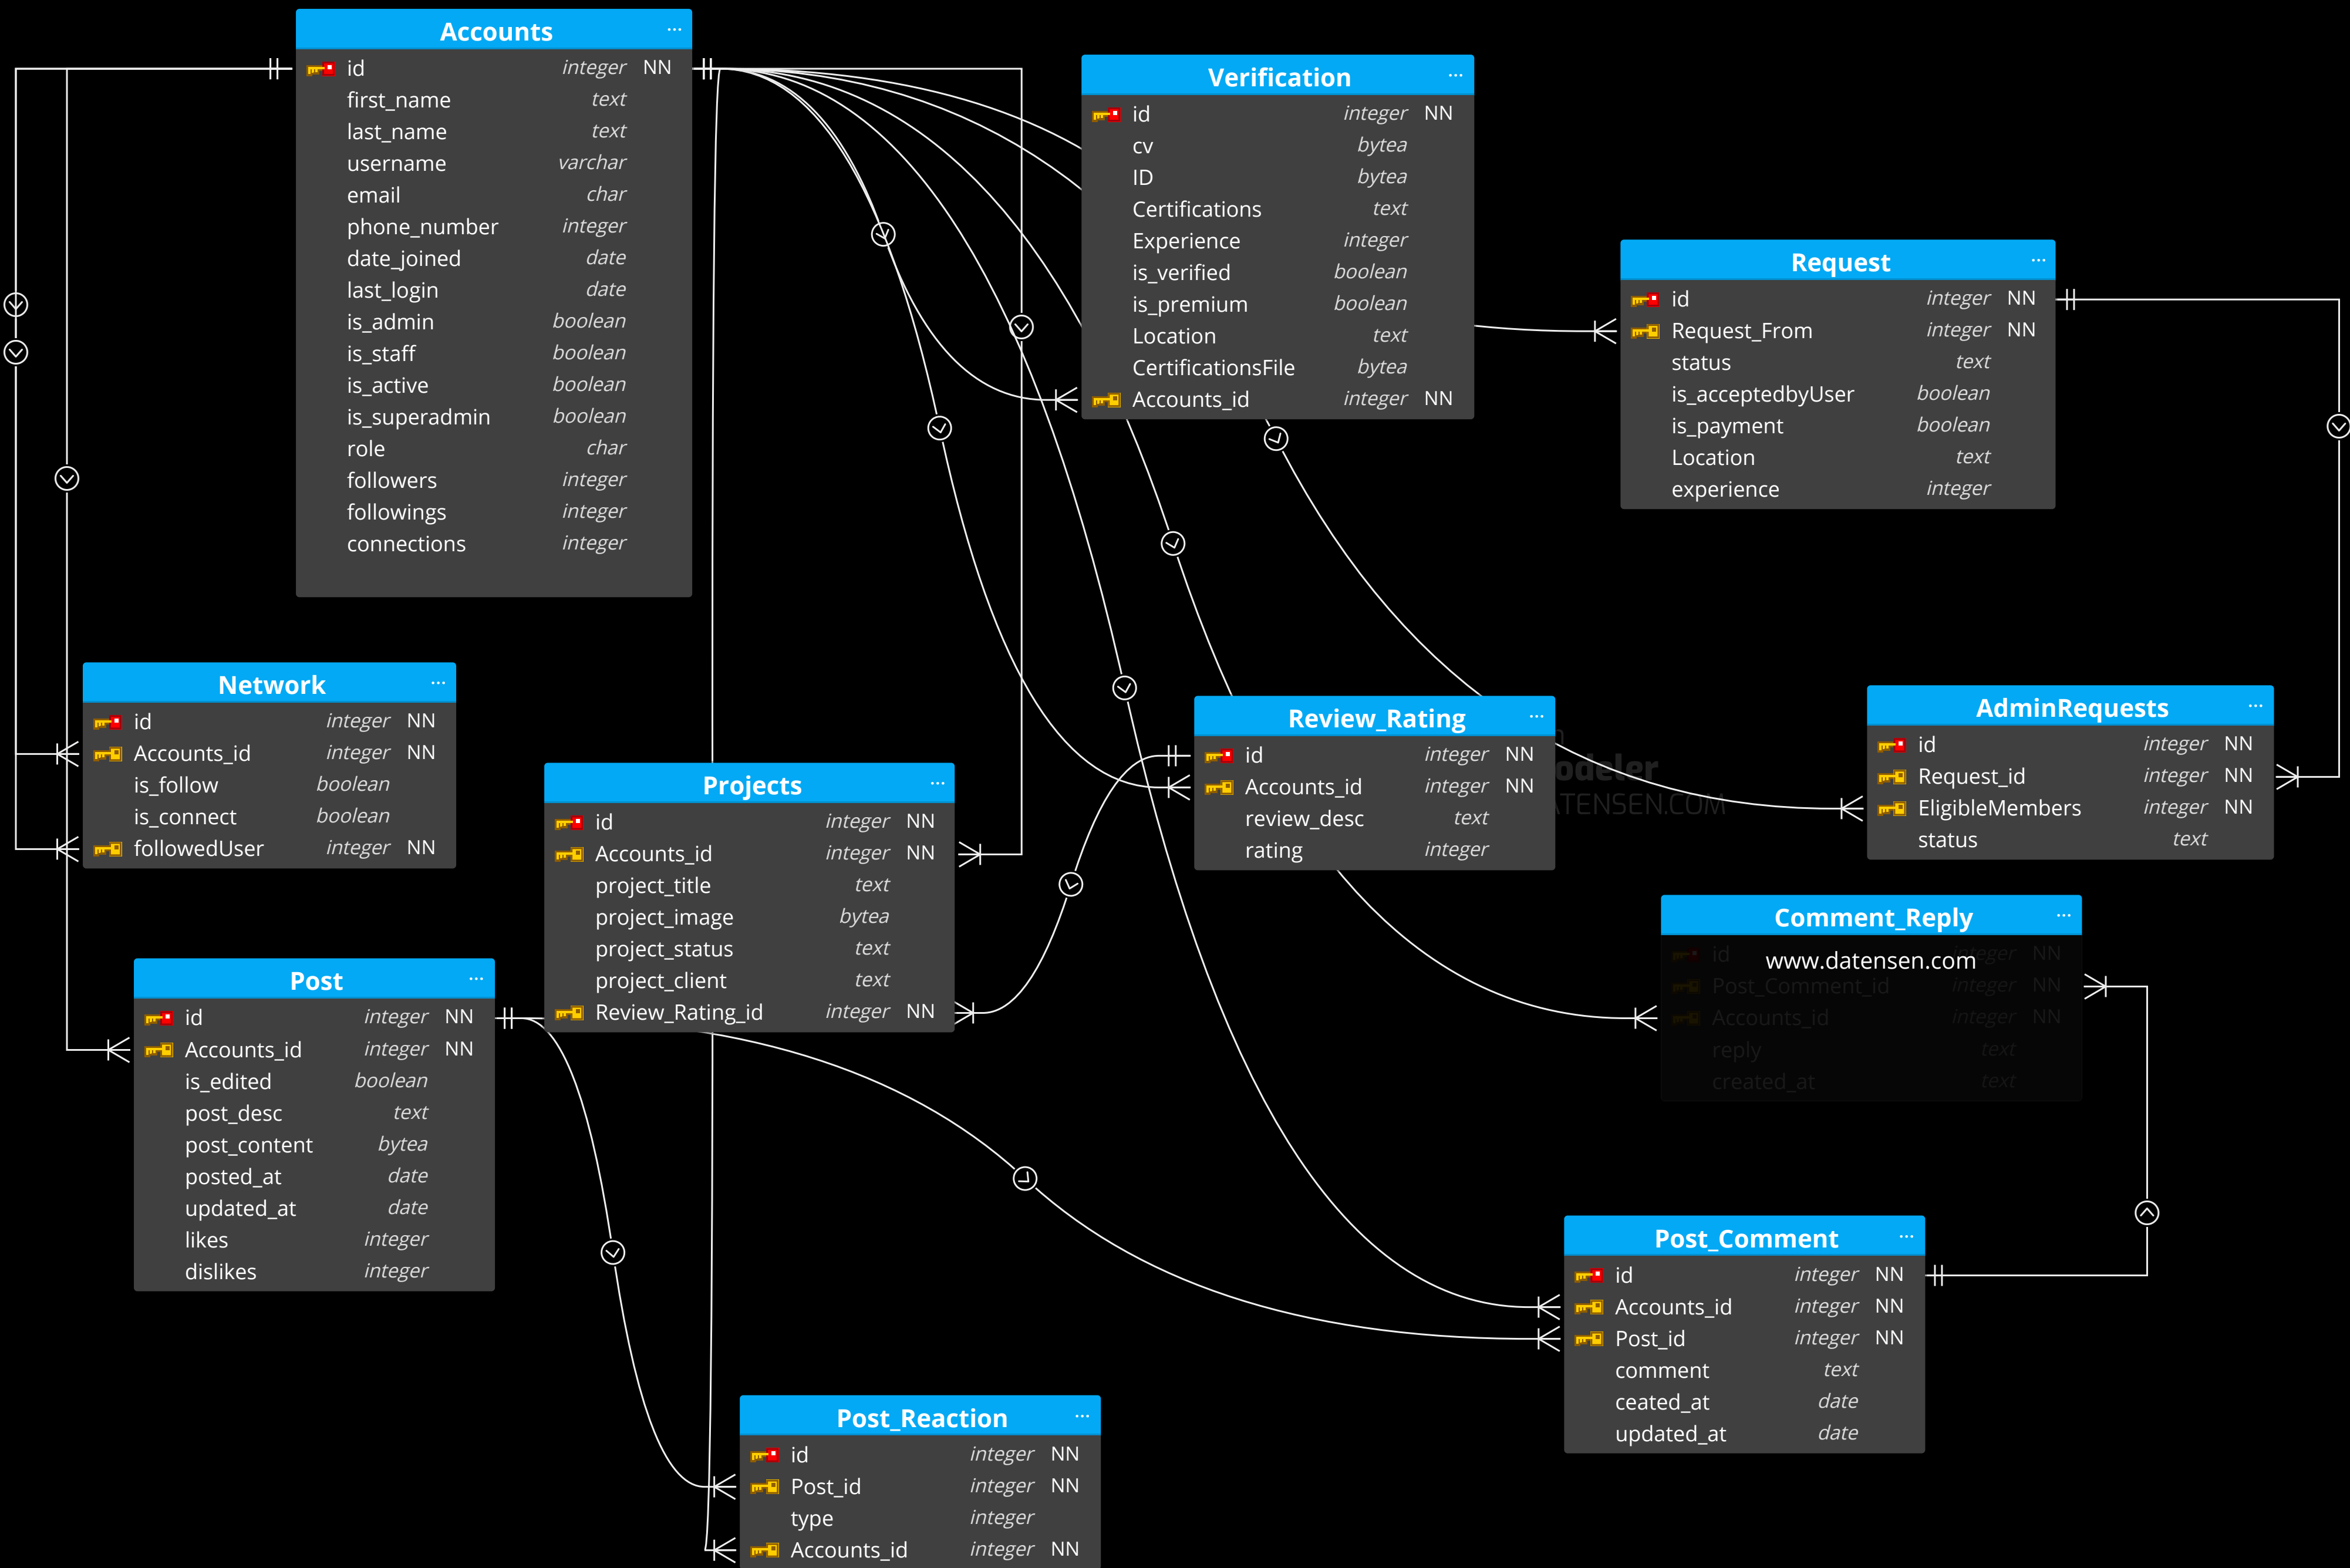 Accounts ...
id integer NN
first_name text
last_name text
username varchar
email char
phone_number integer
date_joined date
last_login date
is_admin boolean
is_staff boolean
is_active boolean
is_superadmin boolean
role char
followers integer
followings integer
connections integer
Verification ...
id integer NN
cv bytea
ID bytea
Certifications text
Experience integer
is_verified boolean
is_premium boolean
Location text
CertificationsFile bytea
Accounts_id integer NN
Request ...
id integer NN
Request_From integer NN
status text
is_acceptedbyUser boolean
is_payment boolean
Location text
experience integer
Network ...
id integer NN
Accounts_id integer NN
is_follow boolean
is_connect boolean
followedUser integer NN
Projects ...
id integer NN
Accounts_id integer NN
project_title text
project_image bytea
project_status text
project_client text
Review_Rating_id integer NN
Review_Rating ...
id integer NN
Accounts_id integer NN
review_desc text
rating integer
odeler
ATENSEN.COM
AdminRequests ...
id integer NN
Request_id integer NN
EligibleMembers integer NN
status text
Comment_Reply ...
id integer NN
www.datensen.com
Post_Comment_id integer NN
Accounts_id integer NN
reply text
created_at text
Post ...
id integer NN
Accounts_id integer NN
is_edited boolean
post_desc text
post_content bytea
posted_at date
updated_at date
likes integer
dislikes integer
Post_Comment ...
id integer NN
Accounts_id integer NN
Post_id integer NN
comment text
ceated_at date
updated_at date
Post_Reaction ...
id integer NN
Post_id integer NN
type integer
Accounts_id integer NN